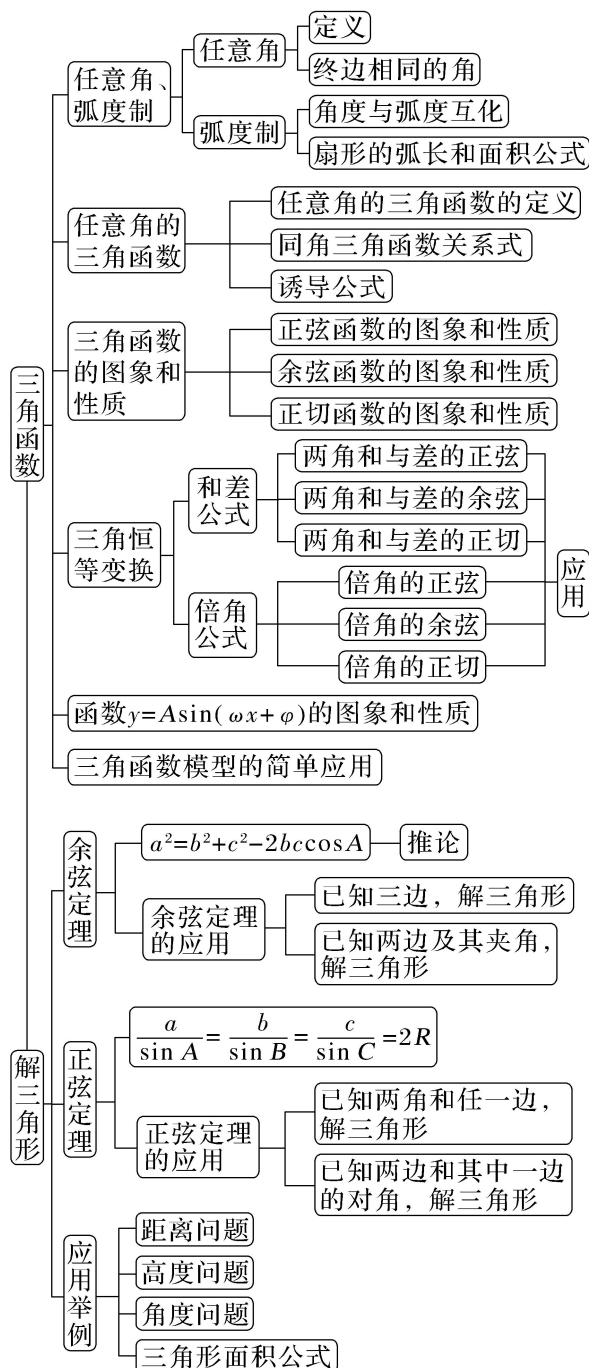 三角函数
任意角、
弧度制
任意角
定义
终边相同的角
弧度制
角度与弧度互化
扇形的弧长和面积公式
任意角的
三角函数
任意角的三角函数的定义
同角三角函数关系式
诱导公式
三角函数
的图象和
性质
正弦函数的图象和性质
余弦函数的图象和性质
正切函数的图象和性质
三角恒
等变换
和差
公式
两角和与差的正弦
两角和与差的余弦
两角和与差的正切
倍角
公式
倍角的正弦
倍角的余弦
倍角的正切
应用
函数y=Asin(ωx+φ)的图象和性质
三角函数模型的简单应用
解三角形
余弦定理
a²=b²+c²-2bccosA
推论
余弦定理
的应用
已知三边，解三角形
已知两边及其夹角，
解三角形
正弦定理
a/sin A = b/sin B = c/sin C =2R
正弦定理
的应用
已知两角和任一边，
解三角形
已知两边和其中一边
的对角，解三角形
应用举例
距离问题
高度问题
角度问题
三角形面积公式